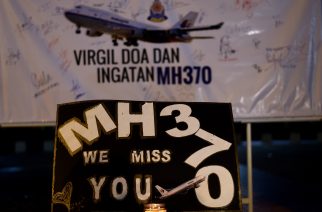 VIRGIL DOA DAN
INGATAN MH370
MH370
WE MISS
YOU